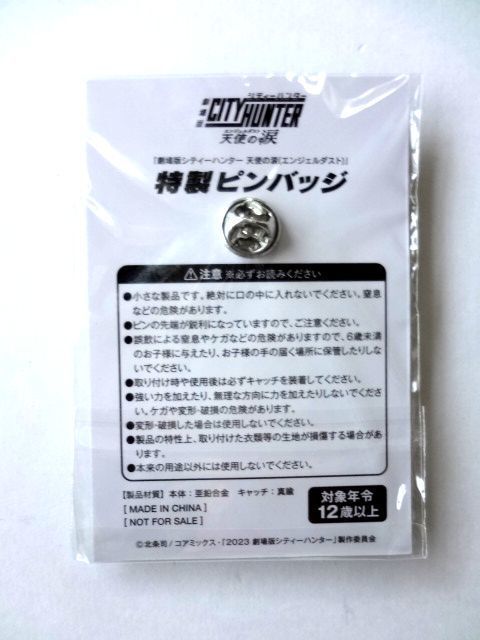 シティーハンター
劇場版 CITY HUNTER
エンジェルダスト
天使の涙
「劇場版シティーハンター 天使の涙(エンジェルダスト)」
特製ピンバッジ
⚠注意 ※必ずお読みください
●小さな製品です。絶対に口の中に入れないでください。窒息
などの危険があります。
●ピンの先端が鋭利になっていますので、ご注意ください。
●誤飲による窒息やケガなどの危険がありますので、6歳未満
のお子様に与えたり、お子様の手の届く場所に保管したりしな
いでください。
●取り付け時や使用後は必ずキャッチを装着してください。
●強い力を加えたり、無理な方向に力を加えたりしないでくださ
い。ケガや変形・破損の危険があります。
●変形・破損した場合は使用しないでください。
●製品の特性上、取り付けた衣類等の生地が損傷する場合があ
ります。
●本来の用途以外には使用しないでください。
【製品材質】本体:亜鉛合金 キャッチ:真鍮
[ MADE IN CHINA ]
[ NOT FOR SALE ]
対象年令
12歳以上
©北条司/コアミックス・「2023 劇場版シティーハンター」製作委員会